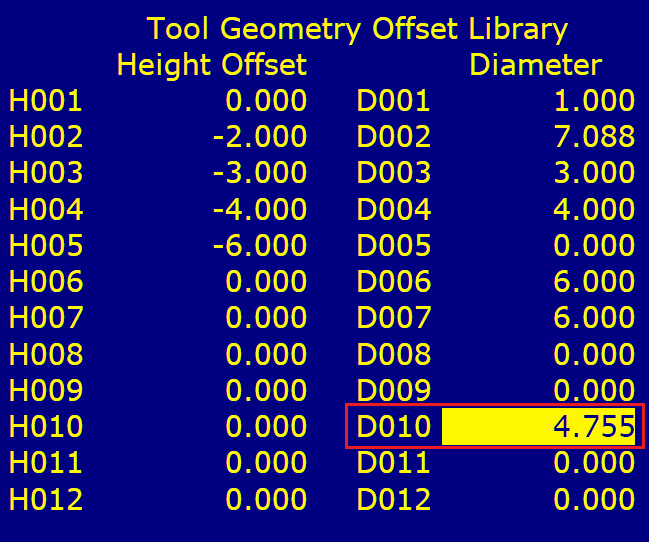 Tool Geometry Offset Library
Height Offset Diameter
H001 0.000 D001 1.000
H002 -2.000 D002 7.088
H003 -3.000 D003 3.000
H004 -4.000 D004 4.000
H005 -6.000 D005 0.000
H006 0.000 D006 6.000
H007 0.000 D007 6.000
H008 0.000 D008 0.000
H009 0.000 D009 0.000
H010 0.000 D010 4.755
H011 0.000 D011 0.000
H012 0.000 D012 0.000